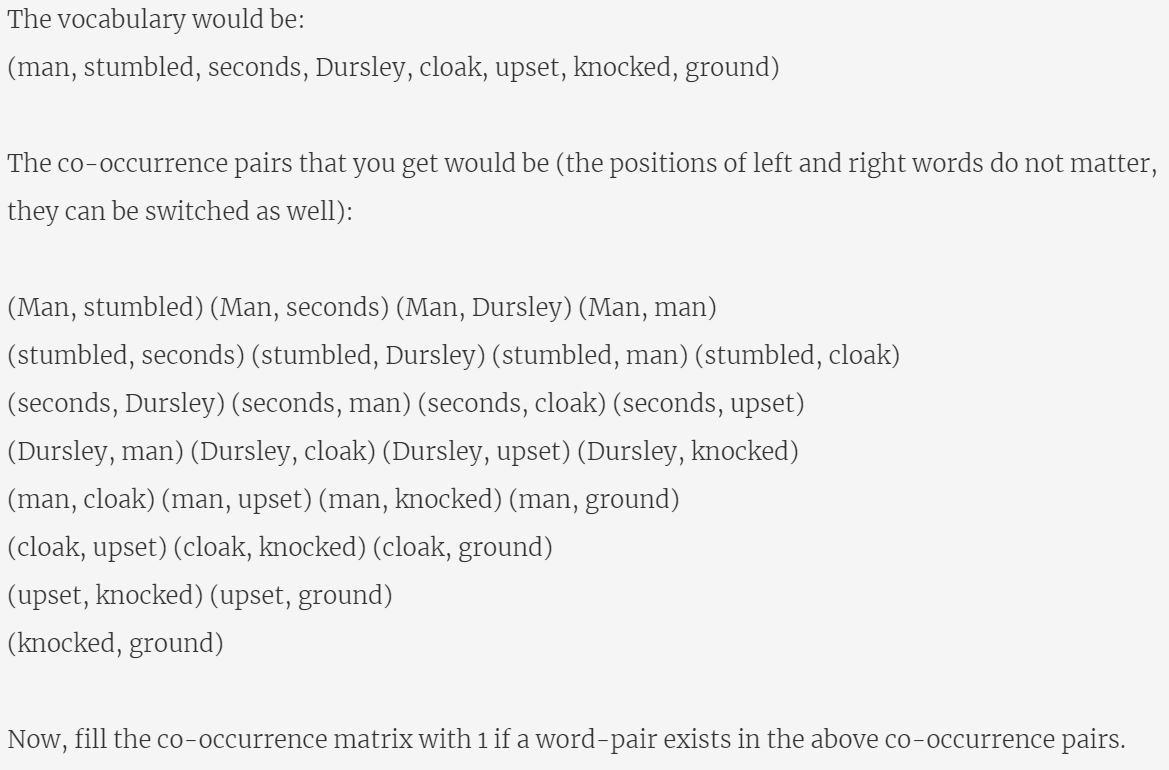 The vocabulary would be:
(man, stumbled, seconds, Dursley, cloak, upset, knocked, ground)
The co-occurrence pairs that you get would be (the positions of left and right words do not matter,
they can be switched as well):
(Man, stumbled) (Man, seconds) (Man, Dursley) (Man, man)
(stumbled, seconds) (stumbled, Dursley) (stumbled, man) (stumbled, cloak)
(seconds, Dursley) (seconds, man) (seconds, cloak) (seconds, upset)
(Dursley, man) (Dursley, cloak) (Dursley, upset) (Dursley, knocked)
(man, cloak) (man, upset) (man, knocked) (man, ground)
(cloak, upset) (cloak, knocked) (cloak, ground)
(upset, knocked) (upset, ground)
(knocked, ground)
Now, fill the co-occurrence matrix with 1 if a word-pair exists in the above co-occurrence pairs.